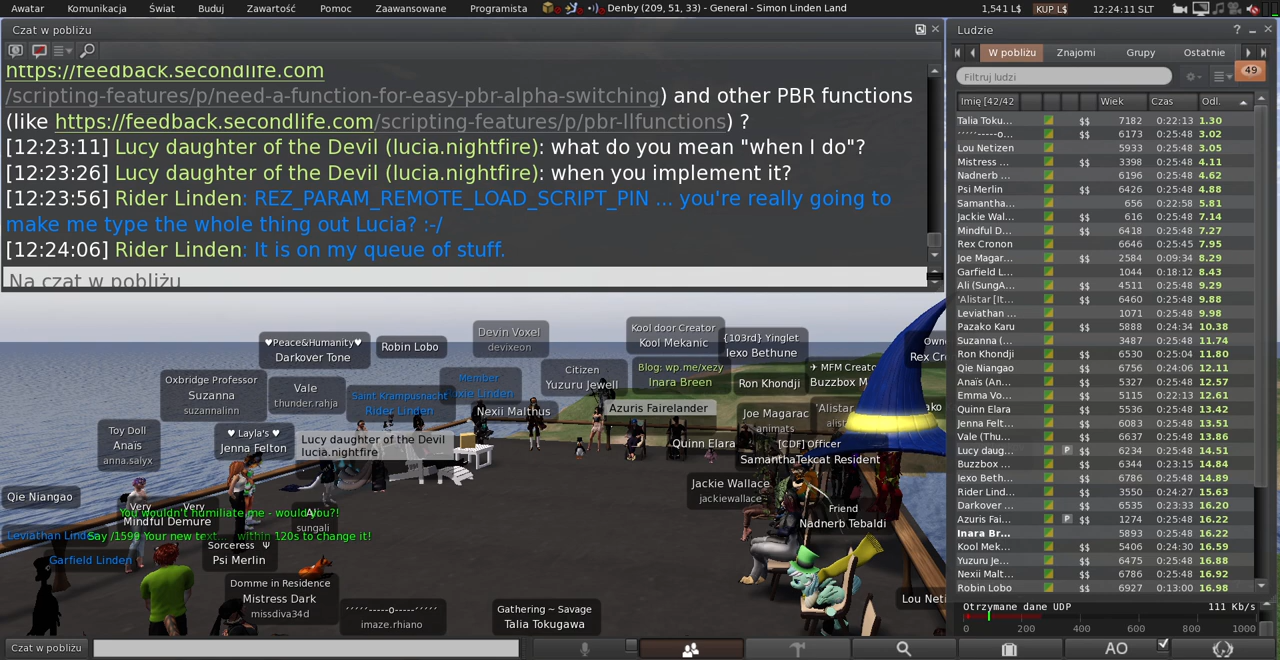 Awatar Komunikacja Świat Buduj Zawartość Pomoc Zaawansowane Programista Denby (209, 51, 33) - General - Simon Linden Land 1,541 L$ KUP L$ 12:24:11 SLT
Czat w pobliżu
https://feedback.secondlife.com
/scripting-features/p/need-a-function-for-easy-pbr-alpha-switching) and other PBR functions
(like https://feedback.secondlife.com/scripting-features/p/pbr-llfunctions) ?
[12:23:11] Lucy daughter of the Devil (lucia.nightfire): what do you mean "when I do"?
[12:23:26] Lucy daughter of the Devil (lucia.nightfire): when you implement it?
[12:23:56] Rider Linden: REZ_PARAM_REMOTE_LOAD_SCRIPT_PIN ... you're really going to
make me type the whole thing out Lucia? :-/
[12:24:06] Rider Linden: It is on my queue of stuff.
Na czat w pobliżu
♥Peace&Humanity♥
Darkover Tone
Robin Lobo
Devin Voxel
devixeon
Kool door Creator
Kool Mekanic
{103rd} Yinglet
Iexo Bethune
Oxbridge Professor
Suzanna
suzannalinn
Vale
thunder.rahja
Saint Krampusnacht
Rider Linden
Member
Nexii Malthus
Citizen
Yuzuru Jewell
Blog: wp.me/xezy
Inara Breen
Ron Khondji
✈ MFM Creator
Azuris Fairelander
Toy Doll
Anais
anna.salyx
♥ Layla's ♥
Jenna Felton
Lucy daughter of the Devil
lucia.nightfire
Quinn Elara
Joe Magarac
animats
[CDF] Officer
SamanthaTekcat Resident
Qie Niangao
Very Very
Mindful Demure
You wouldn't humiliate me - would you?!
Say /1599 Your new text... within 120s to change it!
sungali
Jackie Wallace
jackiewallace
Friend
Nadnerb Tebaldi
Garfield Linden
Sorceress Ψ
Psi Merlin
Domme in Residence
Mistress Dark
missdiva34d
′′′′′-----o-----′′′′′
imaze.rhiano
Gathering ~ Savage
Talia Tokugawa
Czat w pobliżu
Ludzie
W pobliżu Znajomi Grupy Ostatnie
Filtruj ludzi
49
Imię [42/42 Wiek Czas Odl.
Talia Toku... $$ 7182 0:22:13 1.30
′′′′′-----o... $$ 6173 0:25:48 3.02
Lou Netizen 5933 0:25:48 3.05
Mistress ... $$ 3398 0:25:48 4.11
Nadnerb ... 6196 0:25:48 4.62
Psi Merlin $$ 6426 0:25:48 4.88
Samantha... 656 0:22:58 5.81
Jackie Wal... $$ 616 0:25:48 7.14
Mindful D... $$ 6418 0:25:48 7.27
Rex Cronon 6646 0:25:45 7.95
Joe Magar... $$ 2584 0:09:34 8.29
Garfield L... 1044 0:18:12 8.43
Ali (SungA... $$ 4511 0:25:48 9.29
'Alistar [It... $$ 6460 0:25:48 9.88
Leviathan ... 1071 0:25:48 9.98
Pazako Karu $$ 5888 0:24:34 10.38
Suzanna (... 3487 0:25:48 11.74
Ron Khondji $$ 6530 0:25:04 11.80
Qie Niangao $$ 6756 0:24:06 12.11
Anaïs (An... $$ 5327 0:25:48 12.57
Emma Vo... $$ 5115 0:22:13 12.61
Quinn Elara $$ 5536 0:25:48 13.42
Jenna Felt... $$ 6083 0:25:48 13.51
Vale (Thu... $$ 6637 0:25:48 13.86
Lucy daug... P $$ 6234 0:25:48 14.51
Buzzbox ... $$ 6344 0:23:15 14.84
Iexo Beth... $$ 6486 0:25:48 14.89
Rider Lind... $$ 3550 0:24:27 15.63
Darkover ... $$ 6535 0:23:33 16.20
Azuris Fai... P $$ 1274 0:25:48 16.22
Inara Br... 5893 0:25:48 16.22
Kool Mek... $$ 5406 0:24:30 16.59
Yuzuru Je... $$ 6475 0:25:48 16.88
Nexii Malt... $$ 6786 0:25:48 16.92
Robin Lobo $$ 6927 0:13:00 16.98
Otrzymane dane UDP 111 Kb/s
0 200 400 600 800 1000
AO